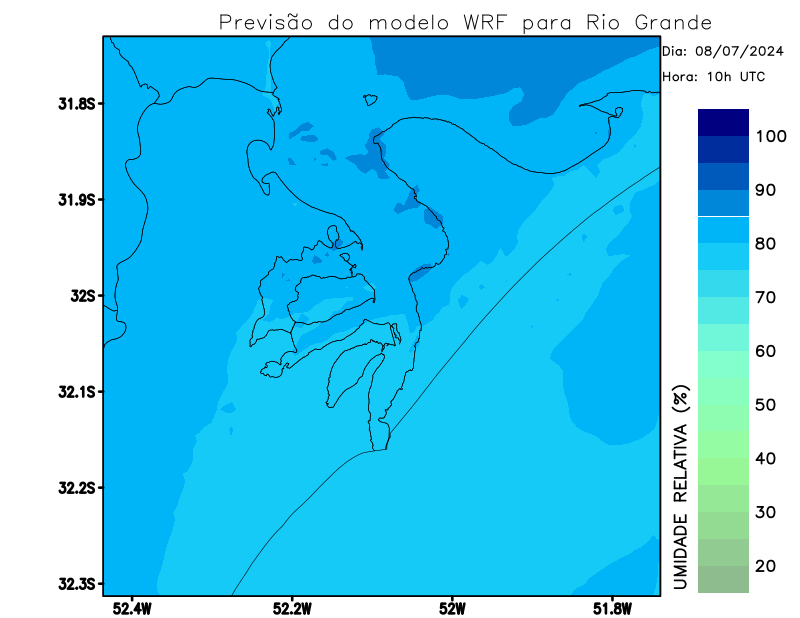 Previsão do modelo WRF para Rio Grande
Dia: 08/07/2024
Hora: 10h UTC
31.8S
31.9S
32S
32.1S
32.2S
32.3S
52.4W
52.2W
52W
51.8W
UMIDADE RELATIVA (%)
100
90
80
70
60
50
40
30
20